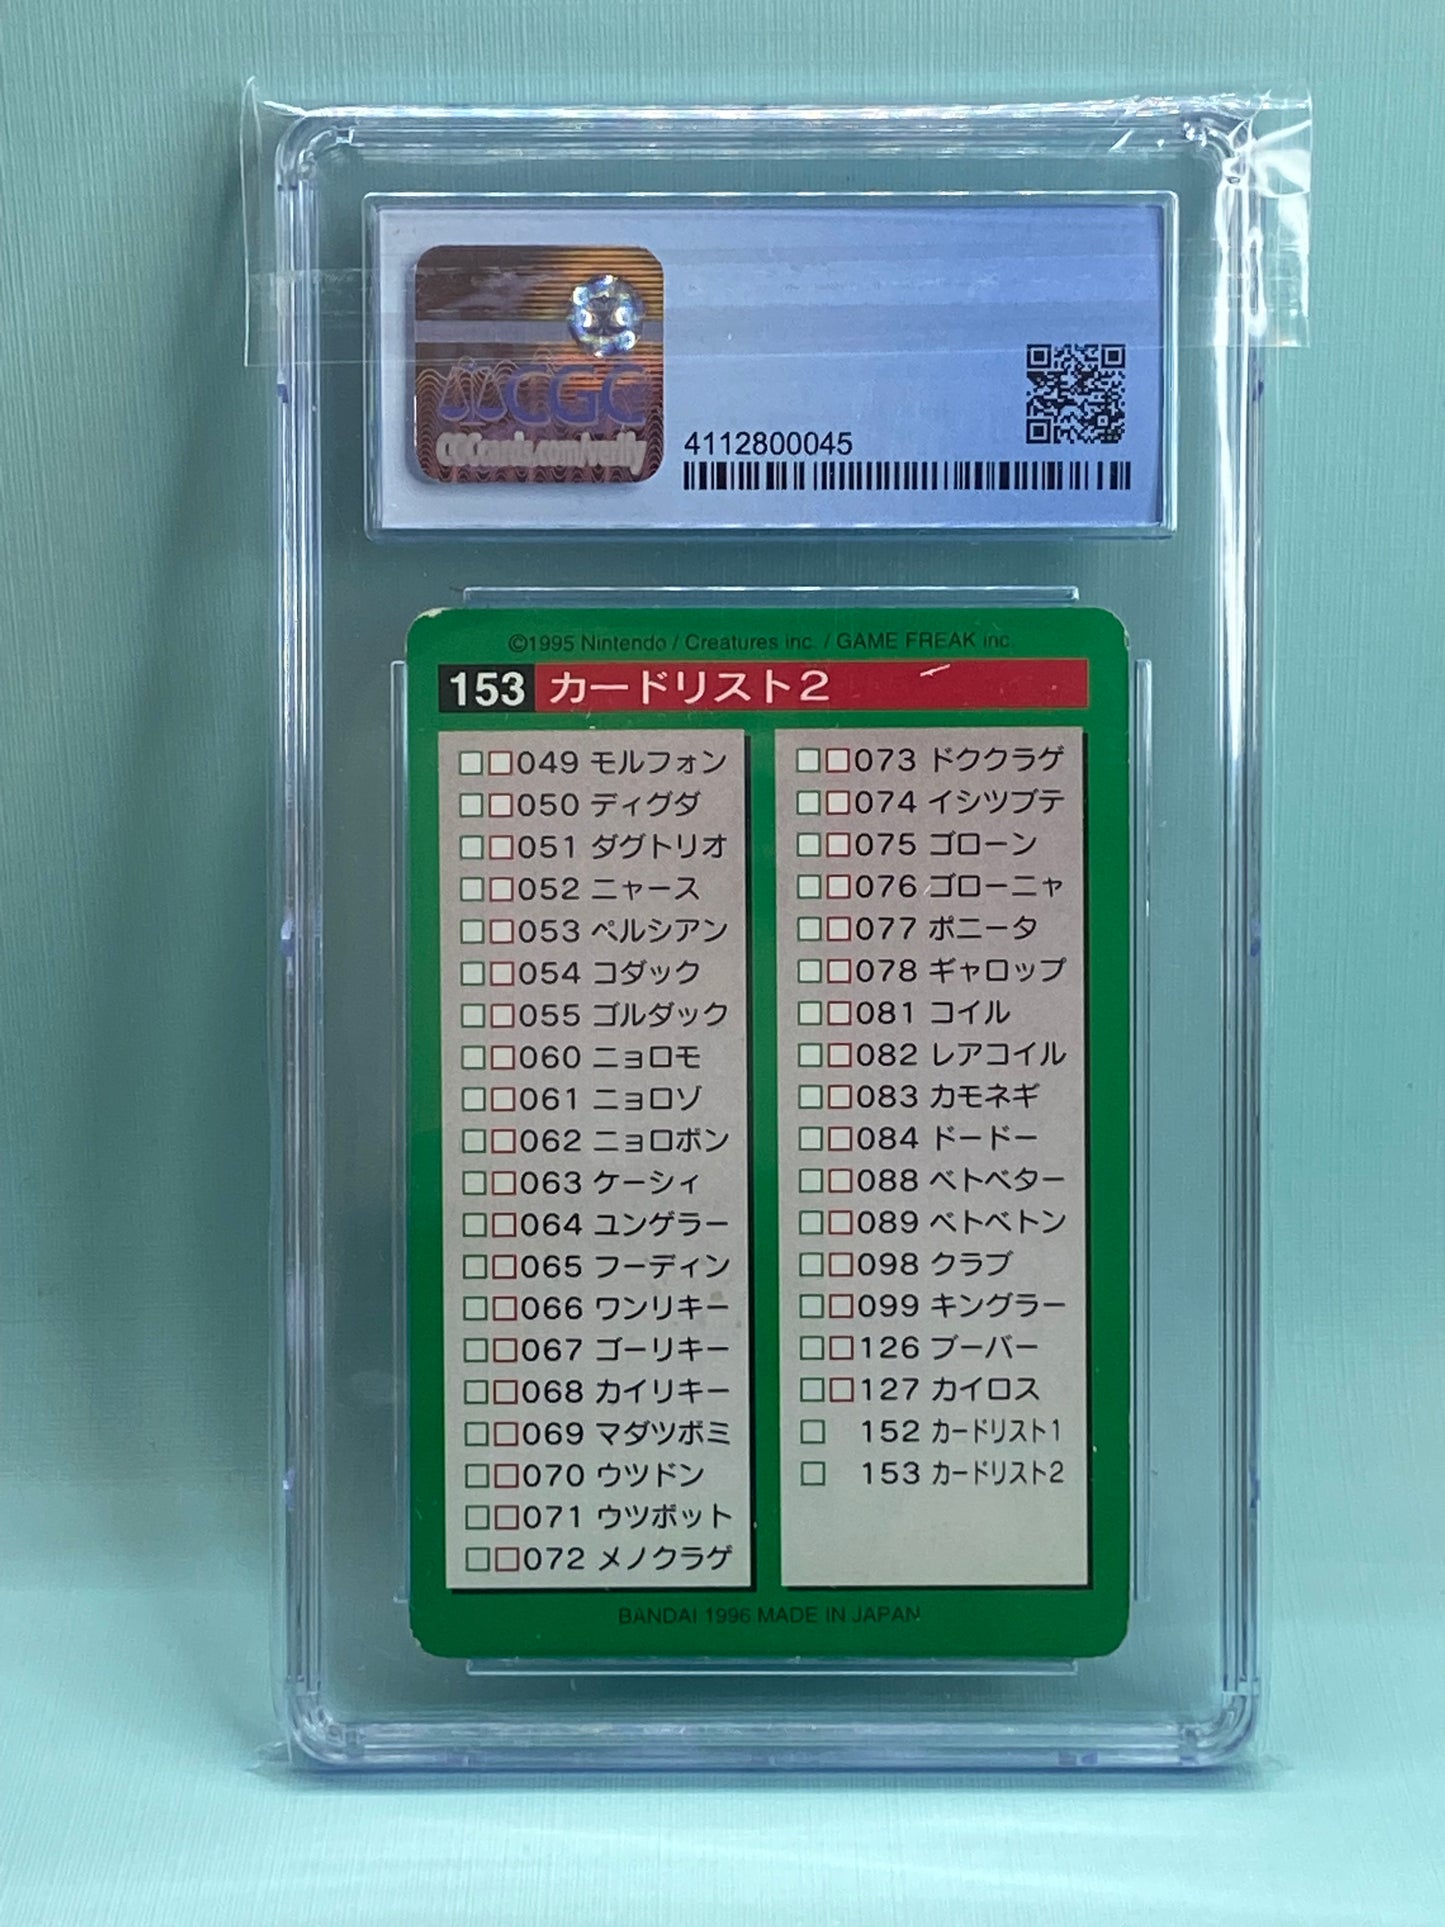 CGC
CGCcards.com/verify
4112800045
©1995 Nintendo / Creatures inc. / GAME FREAK inc.
153 カードリスト2
□□049 モルフォン
□□050 ディグダ
□□051 ダグトリオ
□□052 ニャース
□□053 ペルシアン
□□054 コダック
□□055 ゴルダック
□□060 ニョロモ
□□061 ニョロゾ
□□062 ニョロボン
□□063 ケーシィ
□□064 ユンゲラー
□□065 フーディン
□□066 ワンリキー
□□067 ゴーリキー
□□068 カイリキー
□□069 マダツボミ
□□070 ウツドン
□□071 ウツボット
□□072 メノクラゲ
□□073 ドククラゲ
□□074 イシツブテ
□□075 ゴローン
□□076 ゴローニャ
□□077 ポニータ
□□078 ギャロップ
□□081 コイル
□□082 レアコイル
□□083 カモネギ
□□084 ドードー
□□088 ベトベター
□□089 ベトベトン
□□098 クラブ
□□099 キングラー
□□126 ブーバー
□□127 カイロス
□ 152 カードリスト1
□ 153 カードリスト2
BANDAI 1996 MADE IN JAPAN